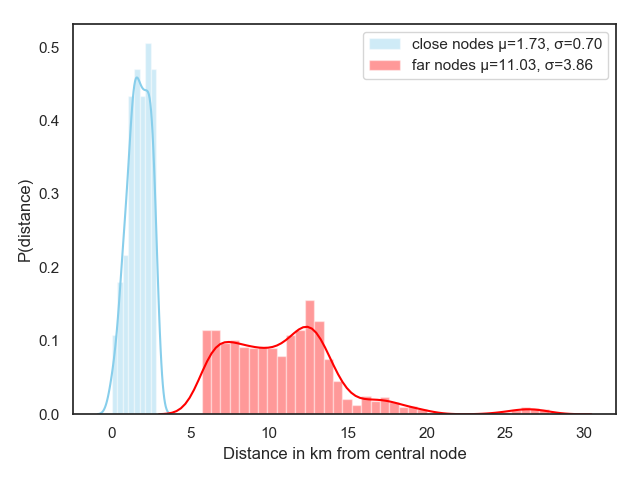 close nodes μ=1.73, σ=0.70
far nodes μ=11.03, σ=3.86
P(distance)
0.5
0.4
0.3
0.2
0.1
0.0
0 5 10 15 20 25 30
Distance in km from central node